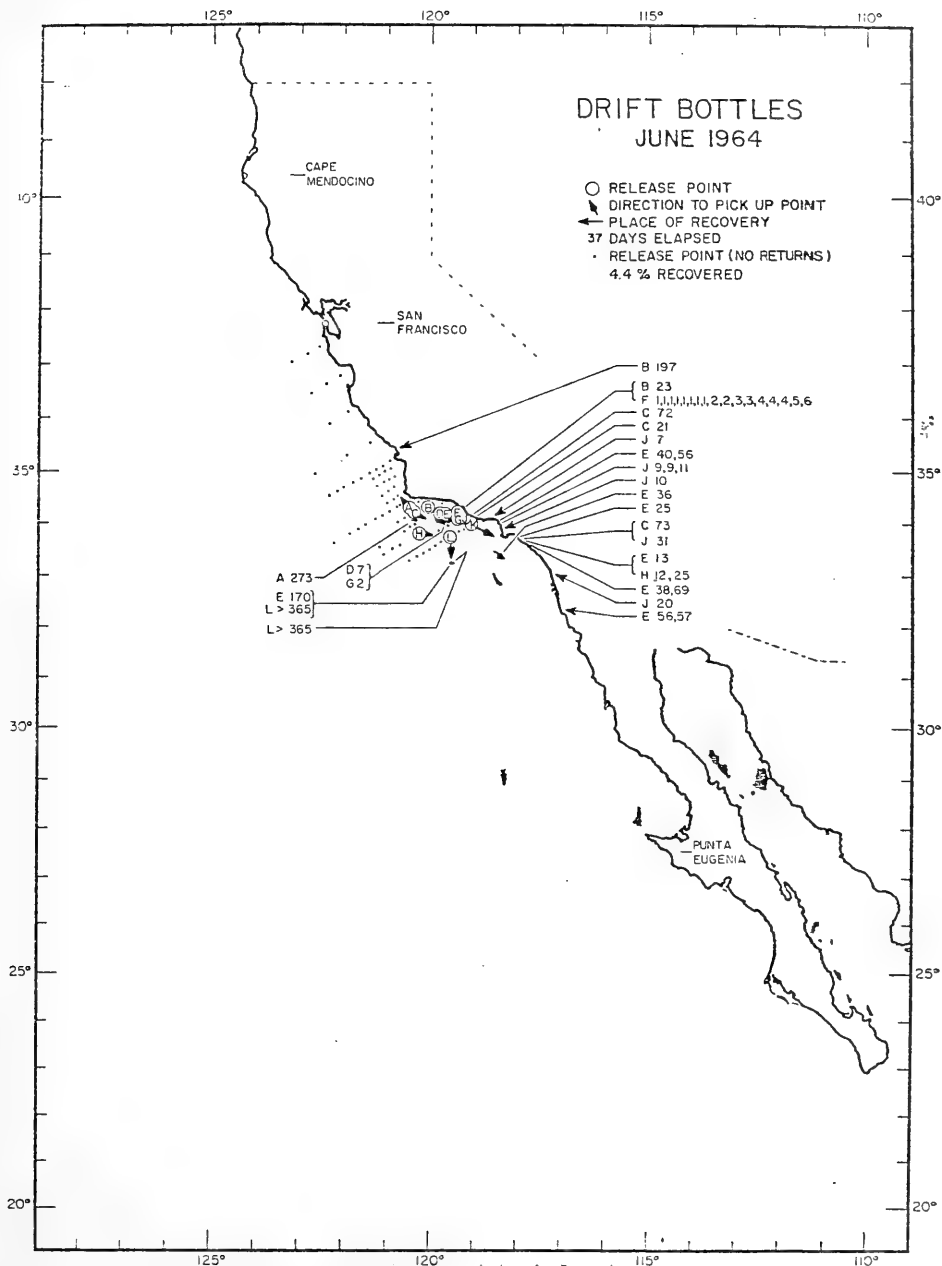 125° 120° 115° 110°
DRIFT BOTTLES
JUNE 1964
RELEASE POINT
DIRECTION TO PICK UP POINT
PLACE OF RECOVERY
37 DAYS ELAPSED
RELEASE POINT (NO RETURNS)
4.4 % RECOVERED
CAPE
MENDOCINO
40°
SAN
FRANCISCO
B 197
B 23
F 1,1,1,1,1,1,1,2,2,3,3,4,4,4,5,6
C 72
C 21
J 7
E 40,56
J 9,9,11
J 10
E 36
E 25
C 73
J 31
E 13
H 12,25
E 38,69
J 20
E 56,57
35°
A C B D E F G K H L
A 273
D 7
G 2
E 170
L > 365
L > 365
30° 30°
PUNTA
EUGENIA
25° 25°
20° 20°
125° 120° 115° 110°